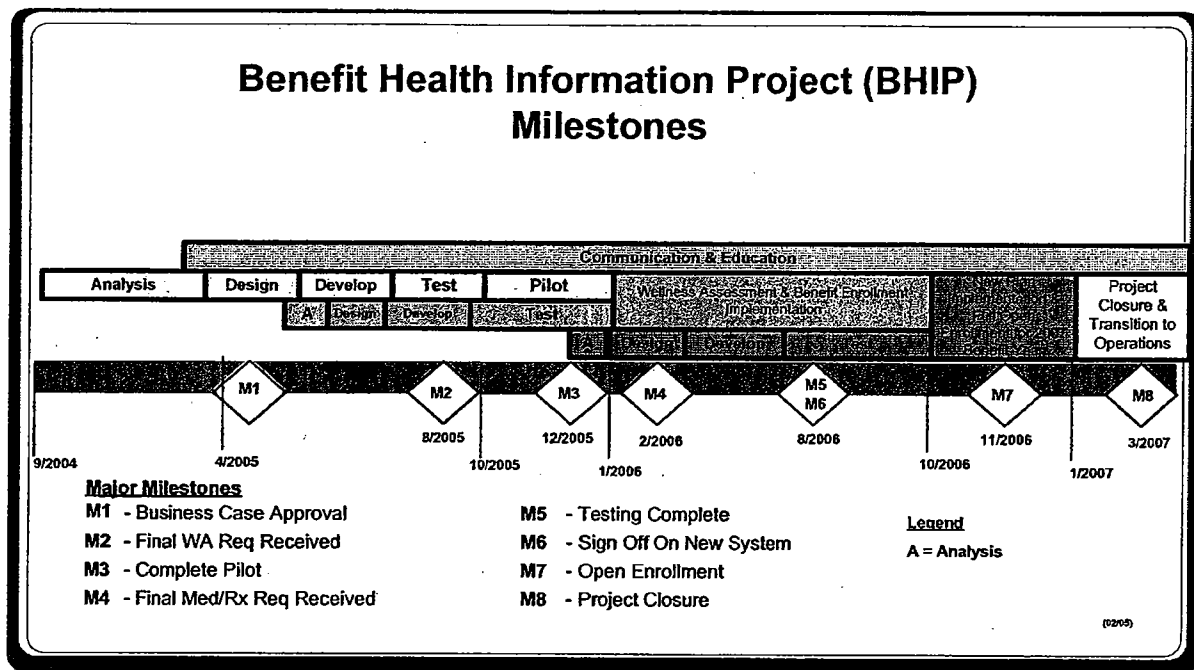 Benefit Health Information Project (BHIP)
Milestones
Communication & Education
Analysis Design Develop Test Pilot
Wellness Assessment & Benefit Enrollment
Implementation
Project
Closure &
Transition to
Operations
A Design Develop Test
A Design Develop
M1 M2 M3 M4 M5 M6 M7 M8
8/2005 12/2005 2/2006 8/2006 11/2006 3/2007
9/2004 4/2005 10/2005 1/2006 10/2006 1/2007
Major Milestones
M1 - Business Case Approval
M2 - Final WA Req Received
M3 - Complete Pilot
M4 - Final Med/Rx Req Received
M5 - Testing Complete
M6 - Sign Off On New System
M7 - Open Enrollment
M8 - Project Closure
Legend
A = Analysis
(02/05)